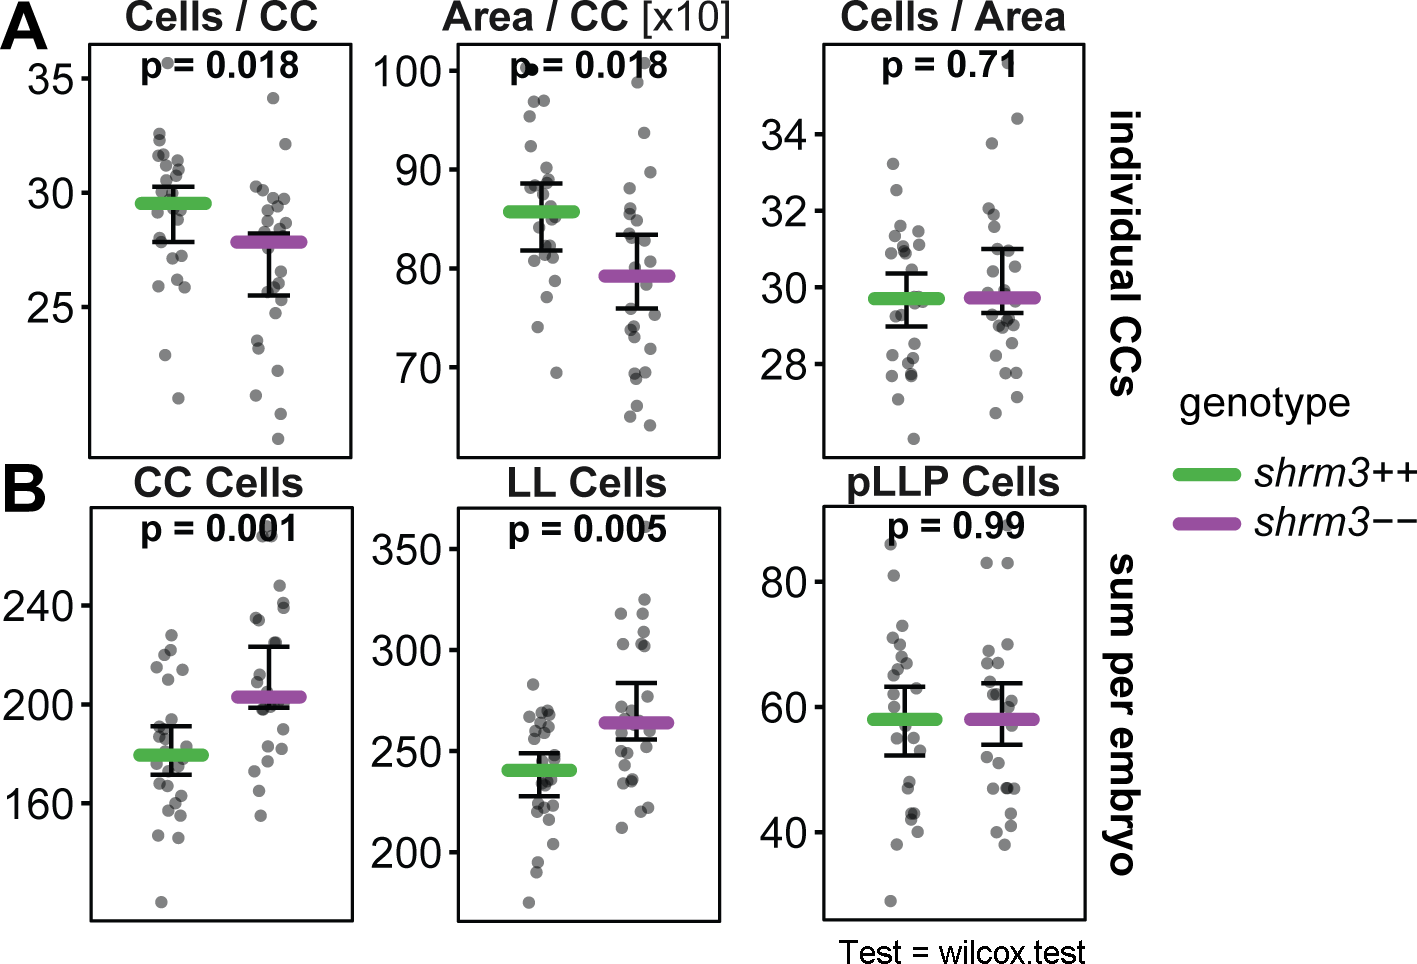 A
Cells / CC
Area / CC [x10]
Cells / Area
p = 0.018
p = 0.018
p = 0.71
35
30
25
100
90
80
70
34
32
30
28
individual CCs
genotype
shrm3++
shrm3−−
B
CC Cells
LL Cells
pLLP Cells
p = 0.001
p = 0.005
p = 0.99
240
200
160
350
300
250
200
80
60
40
sum per embryo
Test = wilcox.test